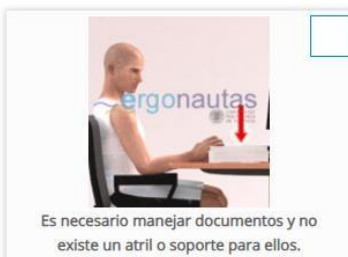 ergonautas
Es necesario manejar documentos y no
existe un atril o soporte para ellos.